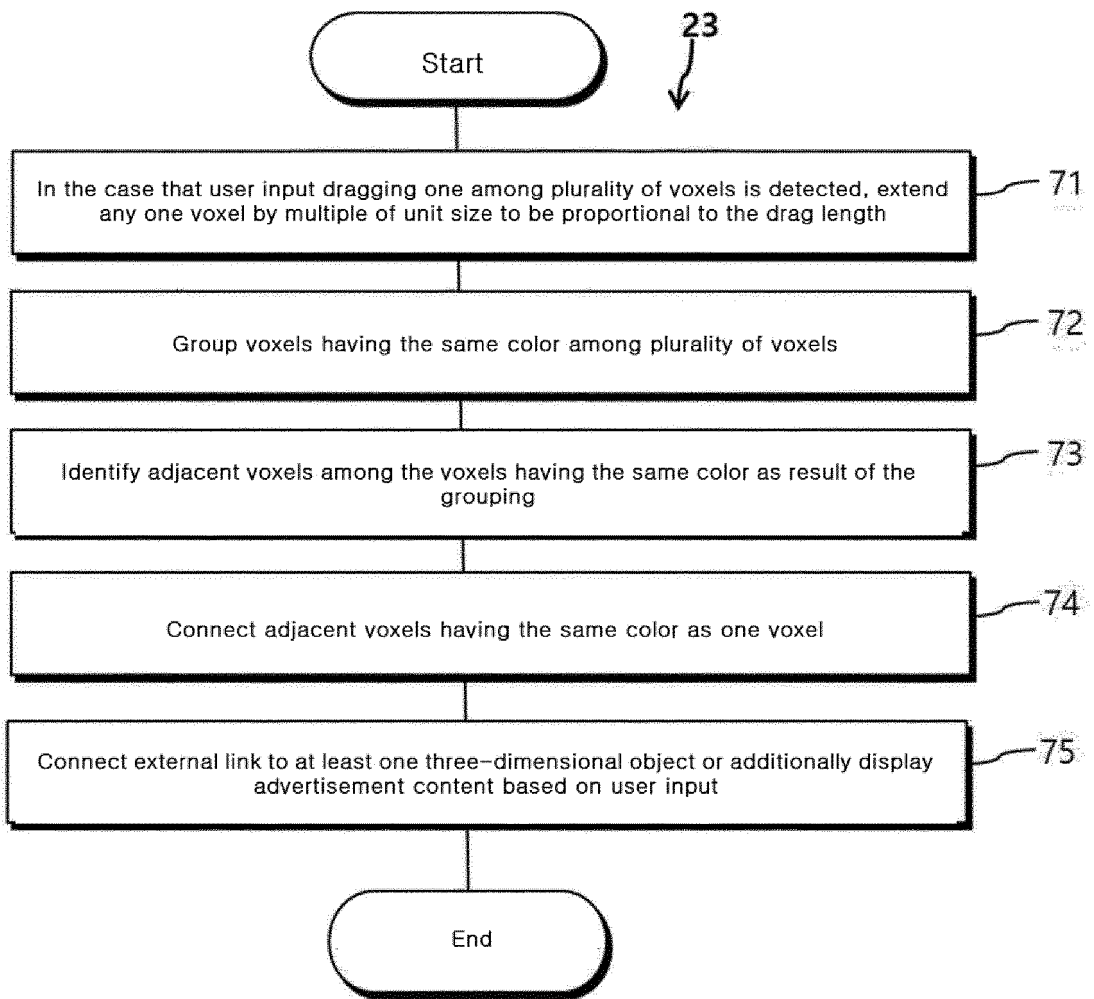 Start
23
In the case that user input dragging one among plurality of voxels is detected, extend
any one voxel by multiple of unit size to be proportional to the drag length
71
Group voxels having the same color among plurality of voxels
72
Identify adjacent voxels among the voxels having the same color as result of the
grouping
73
Connect adjacent voxels having the same color as one voxel
74
Connect external link to at least one three-dimensional object or additionally display
advertisement content based on user input
75
End